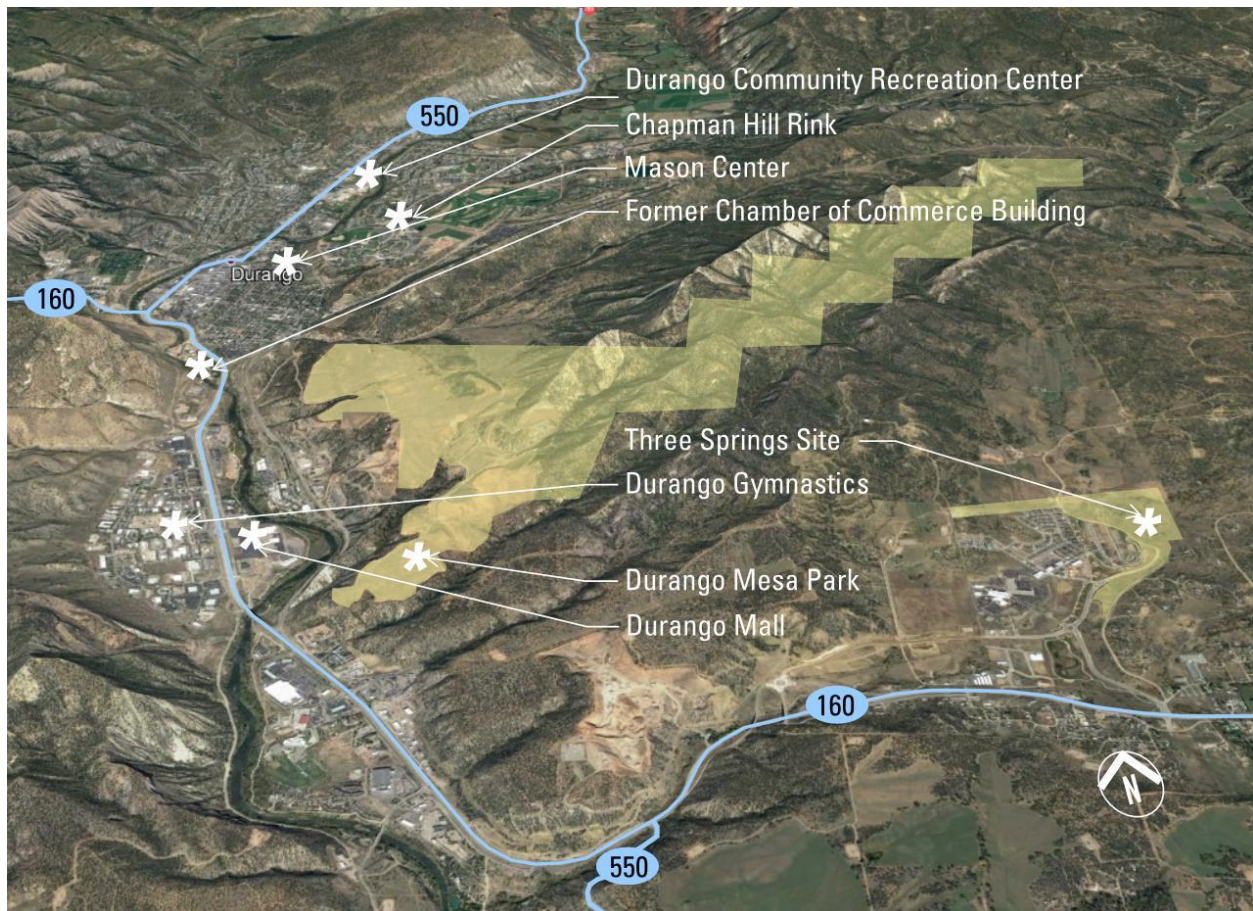 Durango Community Recreation Center
550
Chapman Hill Rink
Mason Center
Former Chamber of Commerce Building
Durango
160
Three Springs Site
Durango Gymnastics
Durango Mesa Park
Durango Mall
160
N
550